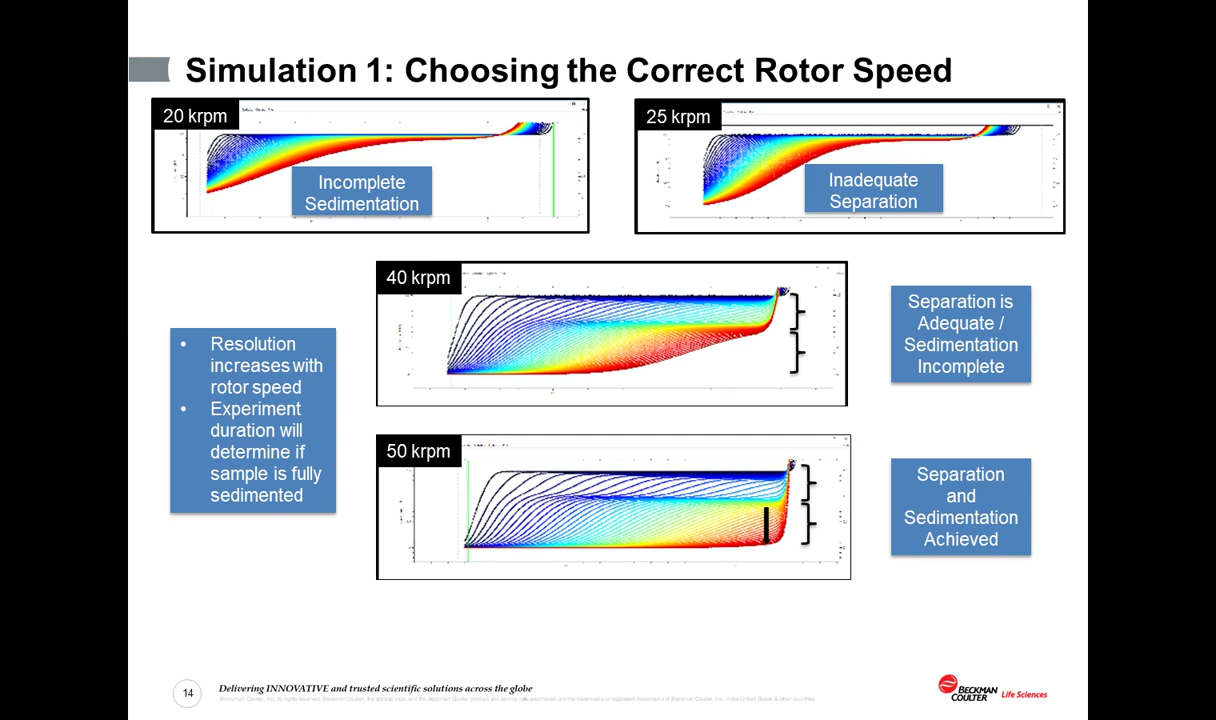 Simulation 1: Choosing the Correct Rotor Speed
20 krpm
Incomplete
Sedimentation
25 krpm
Inadequate
Separation
40 krpm
Separation is
Adequate /
Sedimentation
Incomplete
• Resolution
increases with
rotor speed
• Experiment
duration will
determine if
sample is fully
sedimented
50 krpm
Separation
and
Sedimentation
Achieved
14
Delivering INNOVATIVE and trusted scientific solutions across the globe
BECKMAN
COULTER
Life Sciences